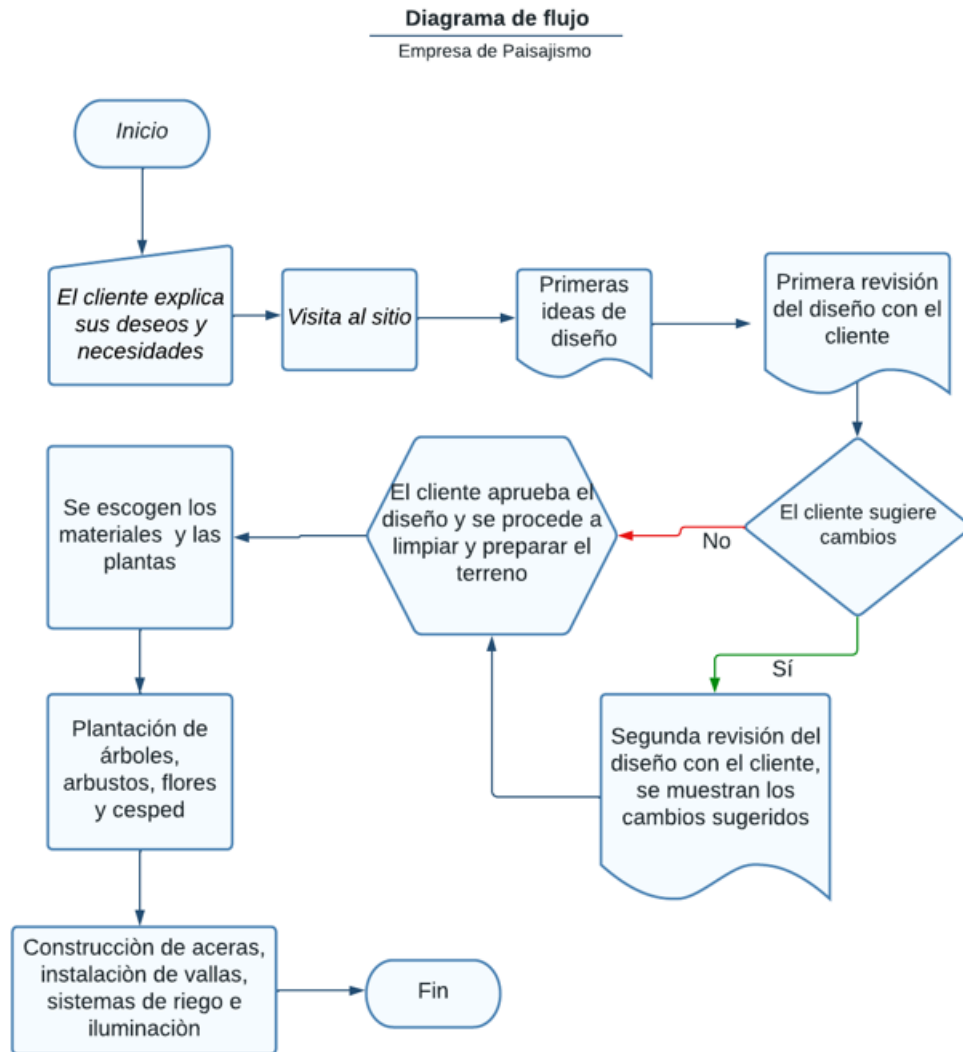 Diagrama de flujo
Empresa de Paisajismo
Inicio
El cliente explica
sus deseos y
necesidades
Visita al sitio
Primeras
ideas de
diseño
Primera revisión
del diseño con el
cliente
El cliente sugiere
cambios
No
Sí
El cliente aprueba el
diseño y se procede a
limpiar y preparar el
terreno
Segunda revisión del
diseño con el cliente,
se muestran los
cambios sugeridos
Se escogen los
materiales y las
plantas
Plantación de
árboles,
arbustos, flores
y cesped
Construcciòn de aceras,
instalaciòn de vallas,
sistemas de riego e
iluminaciòn
Fin